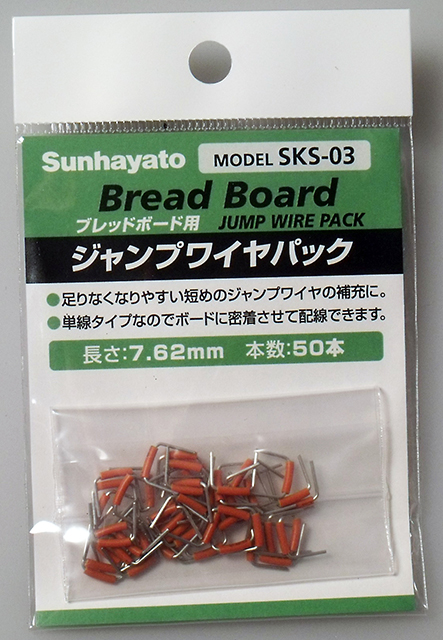 Sunhayato MODEL SKS-03
Bread Board
ブレッドボード用 JUMP WIRE PACK
ジャンプワイヤパック
●足りなくなりやすい短めのジャンプワイヤの補充に。
●単線タイプなのでボードに密着させて配線できます。
長さ:7.62mm 本数:50本